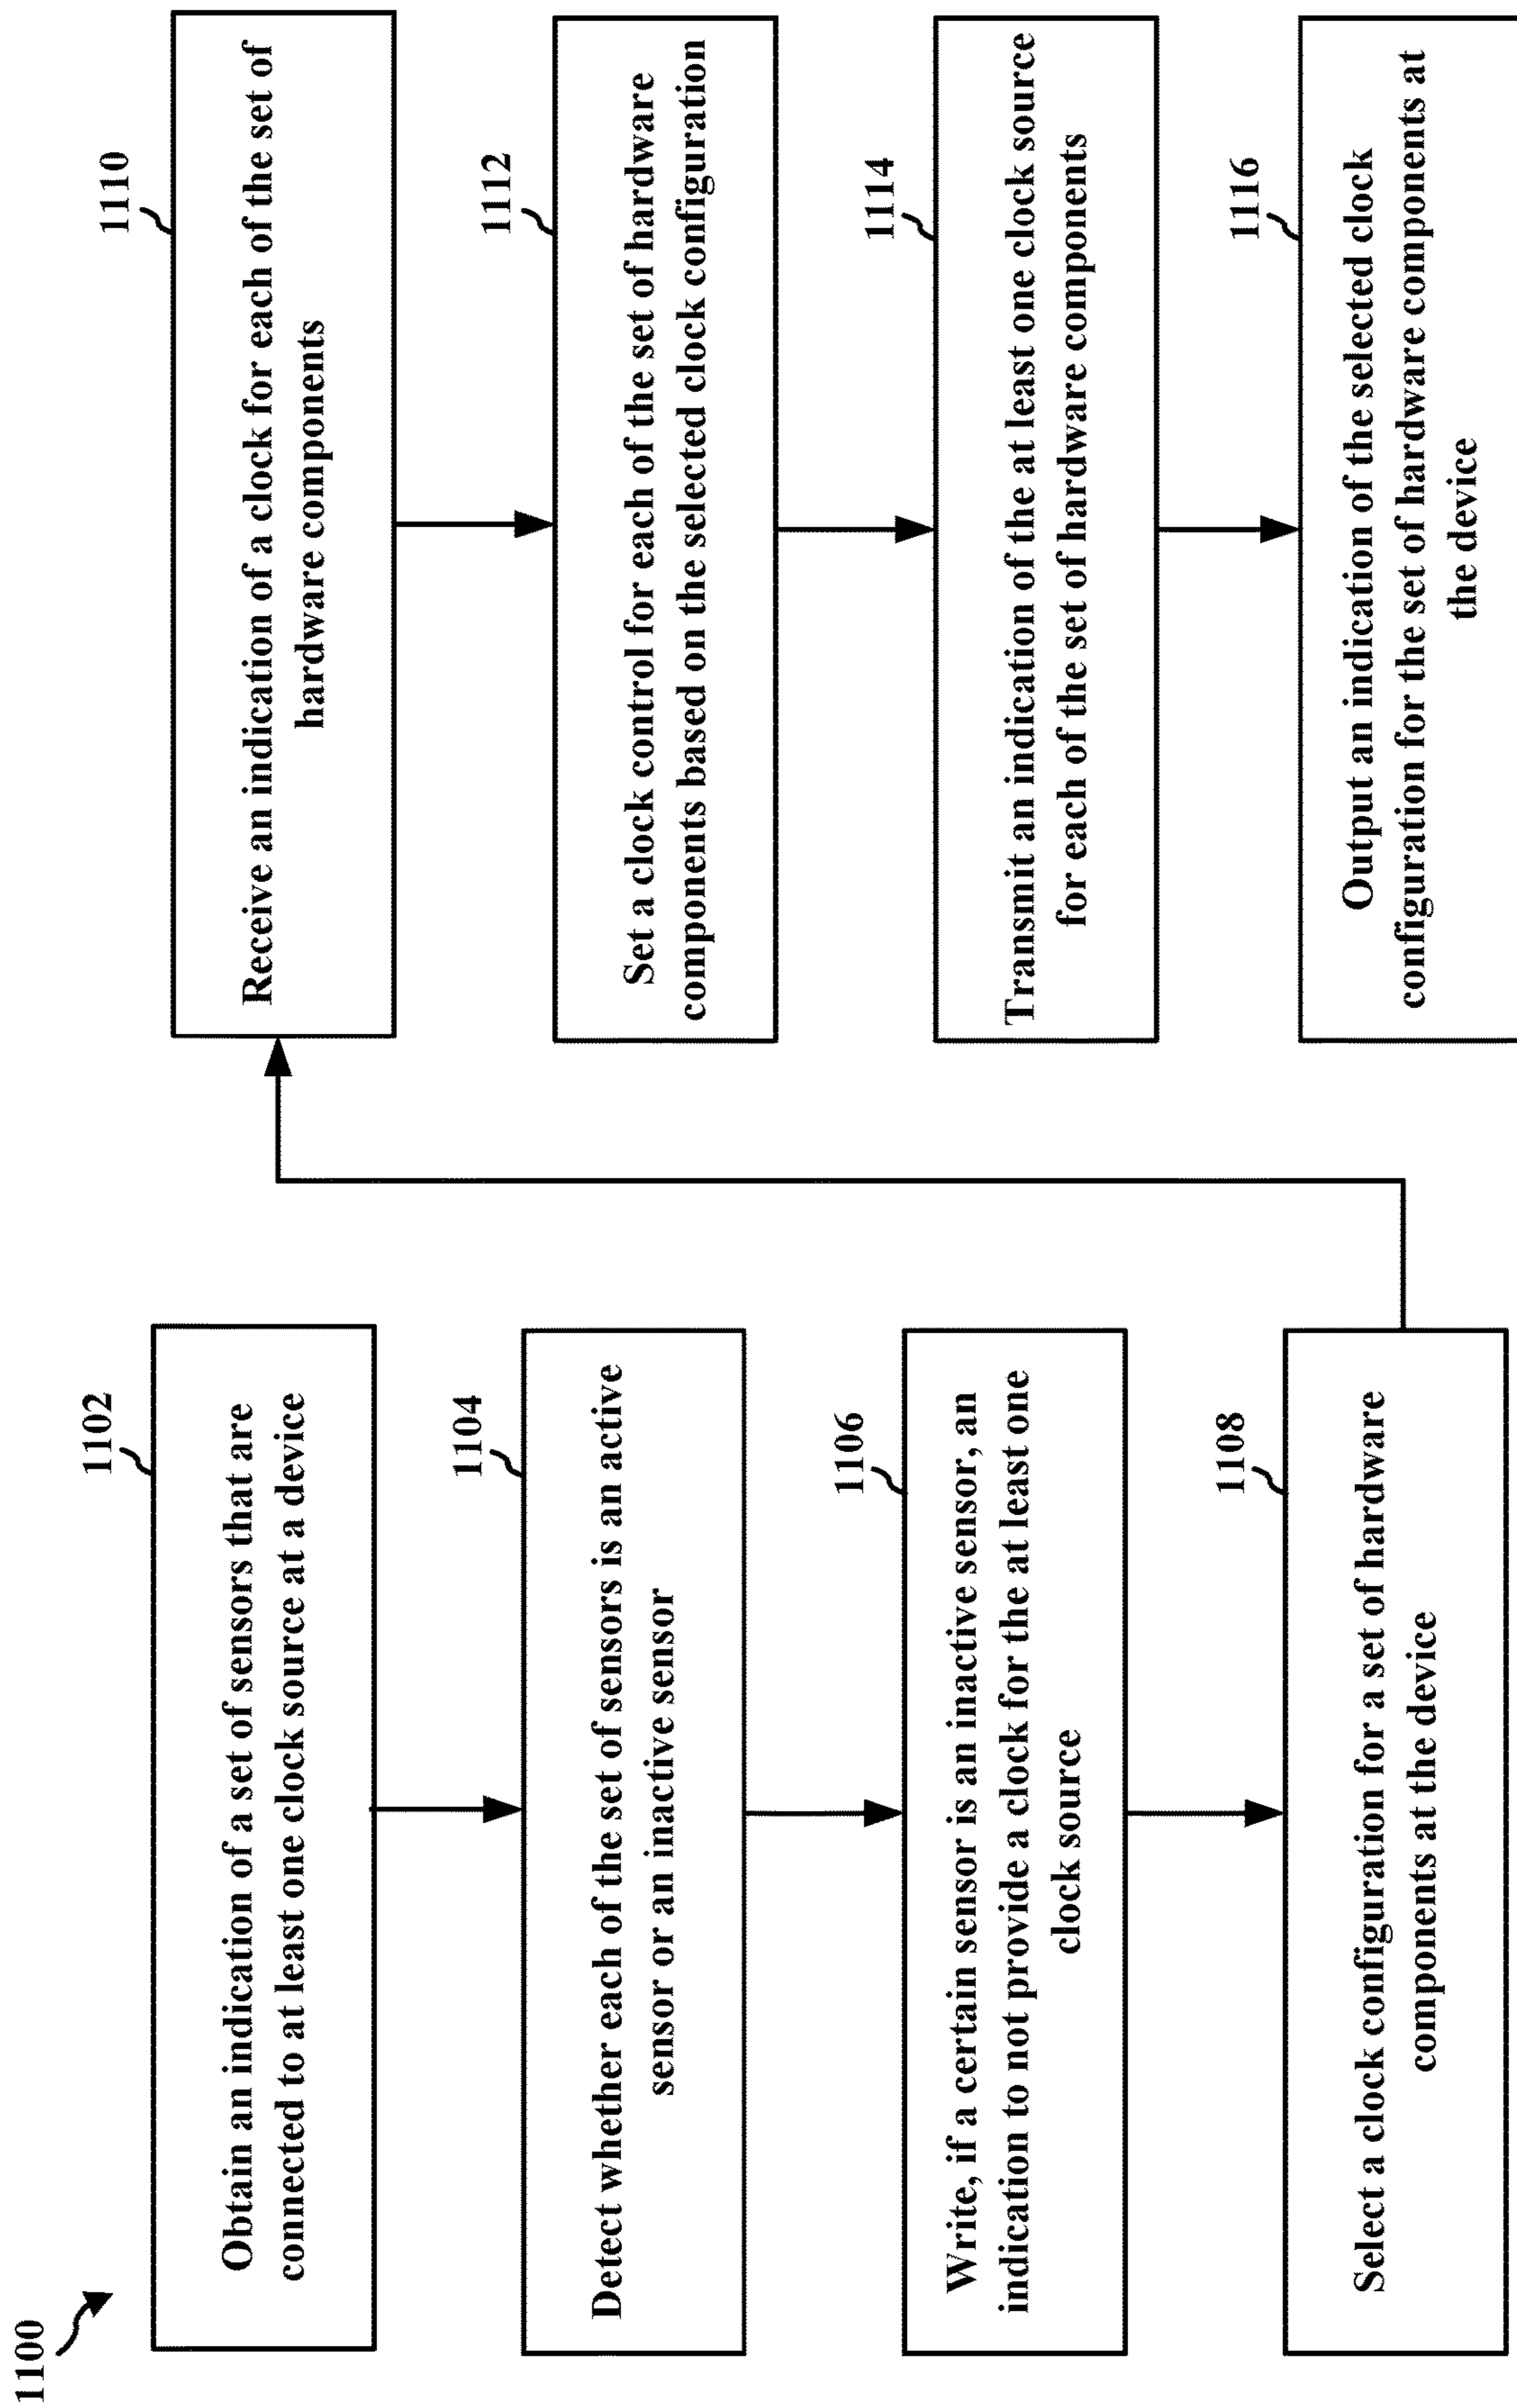 1100
1102
Obtain an indication of a set of sensors that are
connected to at least one clock source at a device
1104
Detect whether each of the set of sensors is an active
sensor or an inactive sensor
1106
Write, if a certain sensor is an inactive sensor, an
indication to not provide a clock for the at least one
clock source
1108
Select a clock configuration for a set of hardware
components at the device
1110
Receive an indication of a clock for each of the set of
hardware components
1112
Set a clock control for each of the set of hardware
components based on the selected clock configuration
1114
Transmit an indication of the at least one clock source
for each of the set of hardware components
1116
Output an indication of the selected clock
configuration for the set of hardware components at
the device